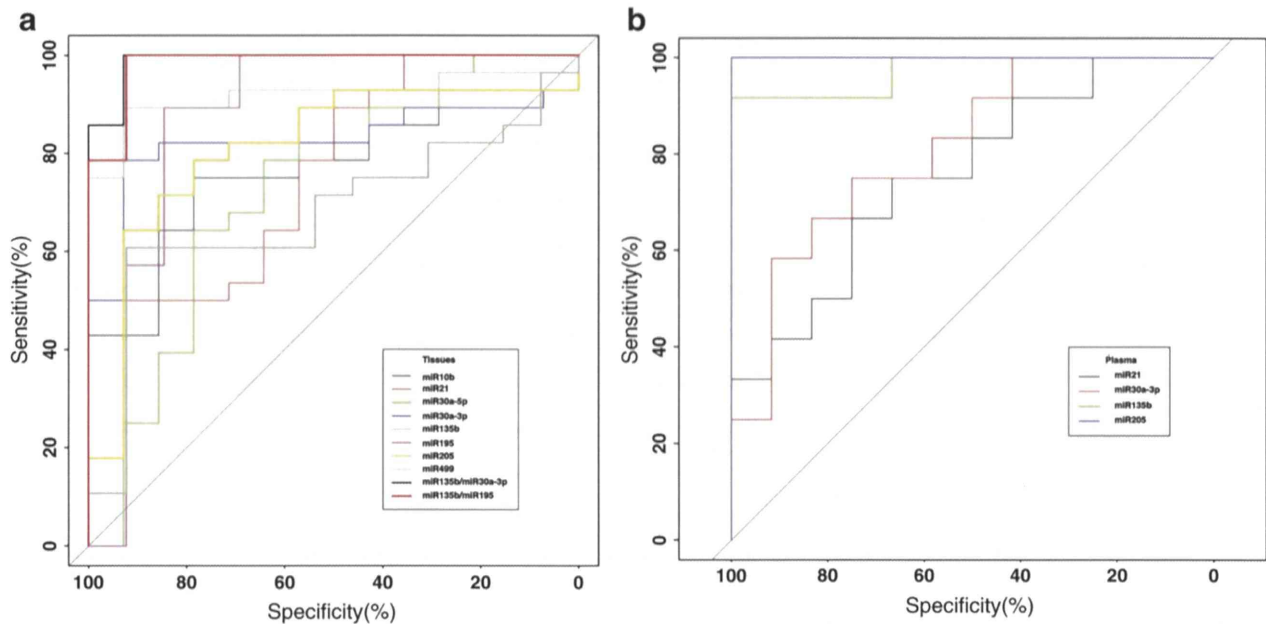 a
100
80
60
40
20
0
Sensitivity(%)
100 80 60 40 20 0
Specificity(%)
Tissues
miR10b
miR21
miR30a-5p
miR30a-3p
miR135b
miR195
miR205
miR499
miR135b/miR30a-3p
miR135b/miR195
b
100
80
60
40
20
0
Sensitivity(%)
100 80 60 40 20 0
Specificity(%)
Plasma
miR21
miR30a-3p
miR135b
miR205